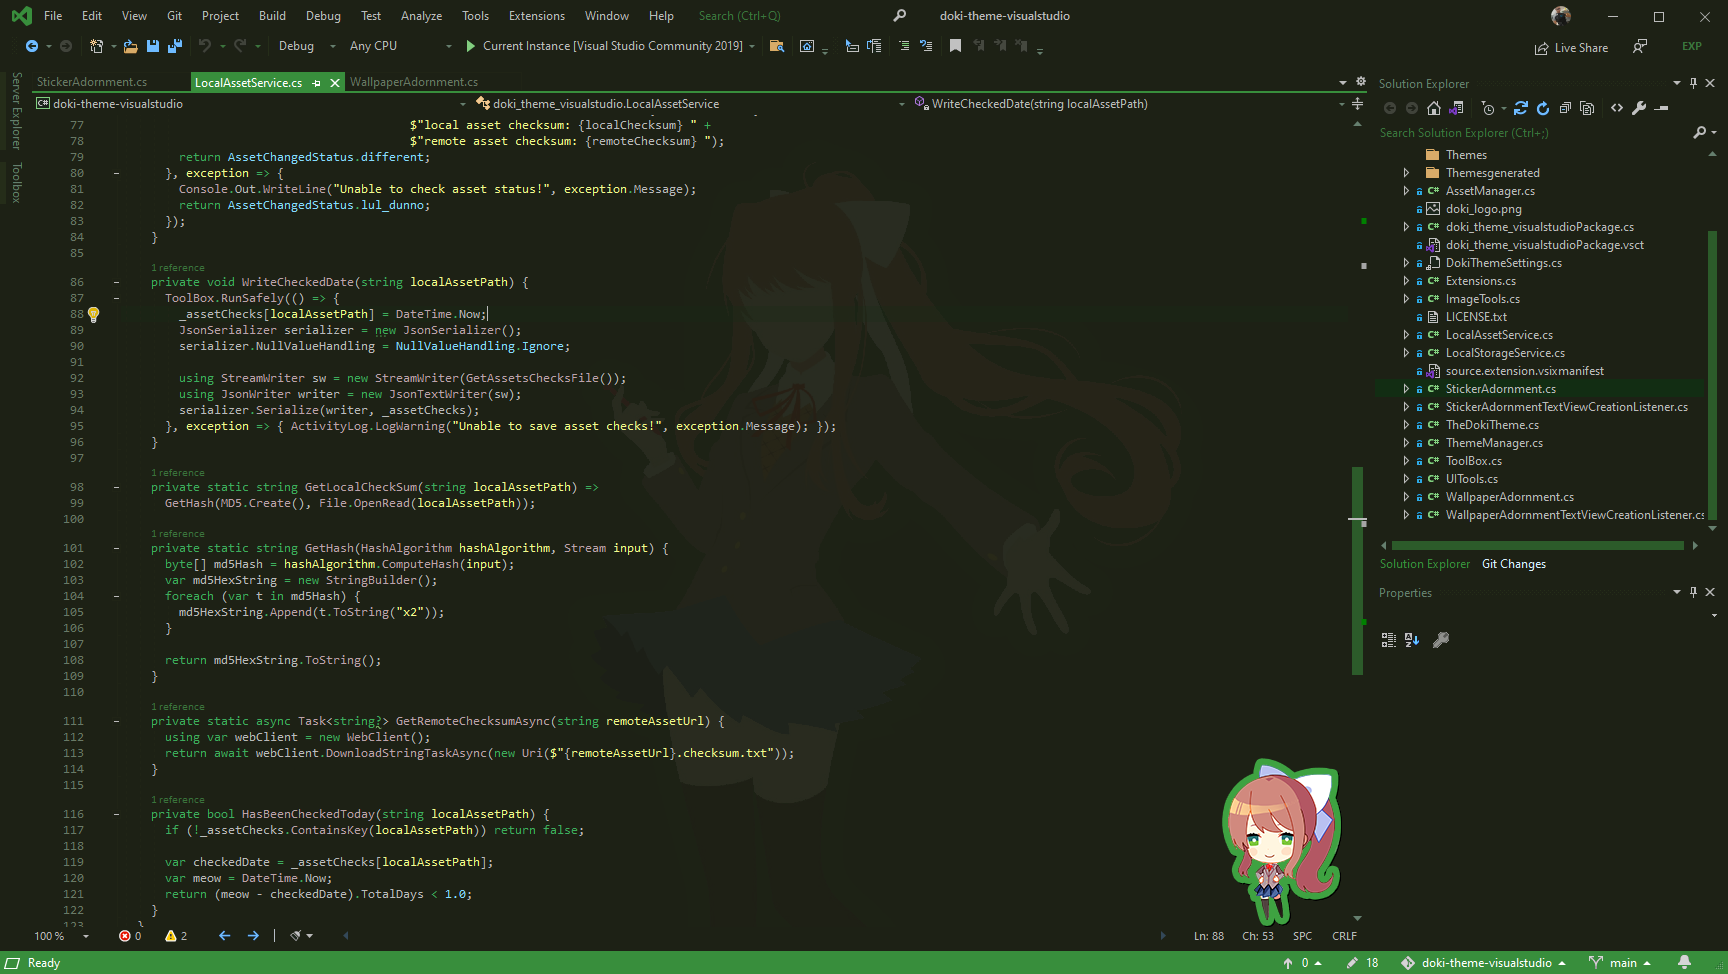 File Edit View Git Project Build Debug Test Analyze Tools Extensions Window Help Search (Ctrl+Q) doki-theme-visualstudio
Debug Any CPU Current Instance [Visual Studio Community 2019] Live Share EXP
Server Explorer
Toolbox
StickerAdornment.cs LocalAssetService.cs WallpaperAdornment.cs
doki-theme-visualstudio doki_theme_visualstudio.LocalAssetService WriteCheckedDate(string localAssetPath)
77 $"local asset checksum: {localChecksum} " +
78 $"remote asset checksum: {remoteChecksum} ");
79 return AssetChangedStatus.different;
80 }, exception => {
81 Console.Out.WriteLine("Unable to check asset status!", exception.Message);
82 return AssetChangedStatus.lul_dunno;
83 });
84 }
85
1 reference
86 private void WriteCheckedDate(string localAssetPath) {
87 ToolBox.RunSafely(() => {
88 _assetChecks[localAssetPath] = DateTime.Now;
89 JsonSerializer serializer = new JsonSerializer();
90 serializer.NullValueHandling = NullValueHandling.Ignore;
91
92 using StreamWriter sw = new StreamWriter(GetAssetsChecksFile());
93 using JsonWriter writer = new JsonTextWriter(sw);
94 serializer.Serialize(writer, _assetChecks);
95 }, exception => { ActivityLog.LogWarning("Unable to save asset checks!", exception.Message); });
96 }
97
1 reference
98 private static string GetLocalCheckSum(string localAssetPath) =>
99 GetHash(MD5.Create(), File.OpenRead(localAssetPath));
100
1 reference
101 private static string GetHash(HashAlgorithm hashAlgorithm, Stream input) {
102 byte[] md5Hash = hashAlgorithm.ComputeHash(input);
103 var md5HexString = new StringBuilder();
104 foreach (var t in md5Hash) {
105 md5HexString.Append(t.ToString("x2"));
106 }
107
108 return md5HexString.ToString();
109 }
110
1 reference
111 private static async Task<string?> GetRemoteChecksumAsync(string remoteAssetUrl) {
112 using var webClient = new WebClient();
113 return await webClient.DownloadStringTaskAsync(new Uri($"{remoteAssetUrl}.checksum.txt"));
114 }
115
1 reference
116 private bool HasBeenCheckedToday(string localAssetPath) {
117 if (!_assetChecks.ContainsKey(localAssetPath)) return false;
118
119 var checkedDate = _assetChecks[localAssetPath];
120 var meow = DateTime.Now;
121 return (meow - checkedDate).TotalDays < 1.0;
122 }
123 }
100 % 0 2 Ln: 88 Ch: 53 SPC CRLF
Solution Explorer
Search Solution Explorer (Ctrl+;)
Themes
Themesgenerated
AssetManager.cs
doki_logo.png
doki_theme_visualstudioPackage.cs
doki_theme_visualstudioPackage.vsct
DokiThemeSettings.cs
Extensions.cs
ImageTools.cs
LICENSE.txt
LocalAssetService.cs
LocalStorageService.cs
source.extension.vsixmanifest
StickerAdornment.cs
StickerAdornmentTextViewCreationListener.cs
TheDokiTheme.cs
ThemeManager.cs
ToolBox.cs
UITools.cs
WallpaperAdornment.cs
WallpaperAdornmentTextViewCreationListener.cs
Solution Explorer Git Changes
Properties
Ready 0 18 doki-theme-visualstudio main